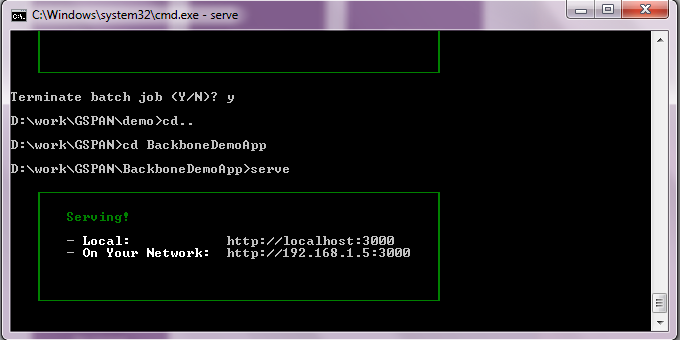 C:\Windows\system32\cmd.exe - serve
Terminate batch job (Y/N)? y
D:\work\GSPAN\demo>cd..
D:\work\GSPAN>cd BackboneDemoApp
D:\work\GSPAN\BackboneDemoApp>serve
Serving!
- Local: http://localhost:3000
- On Your Network: http://192.168.1.5:3000